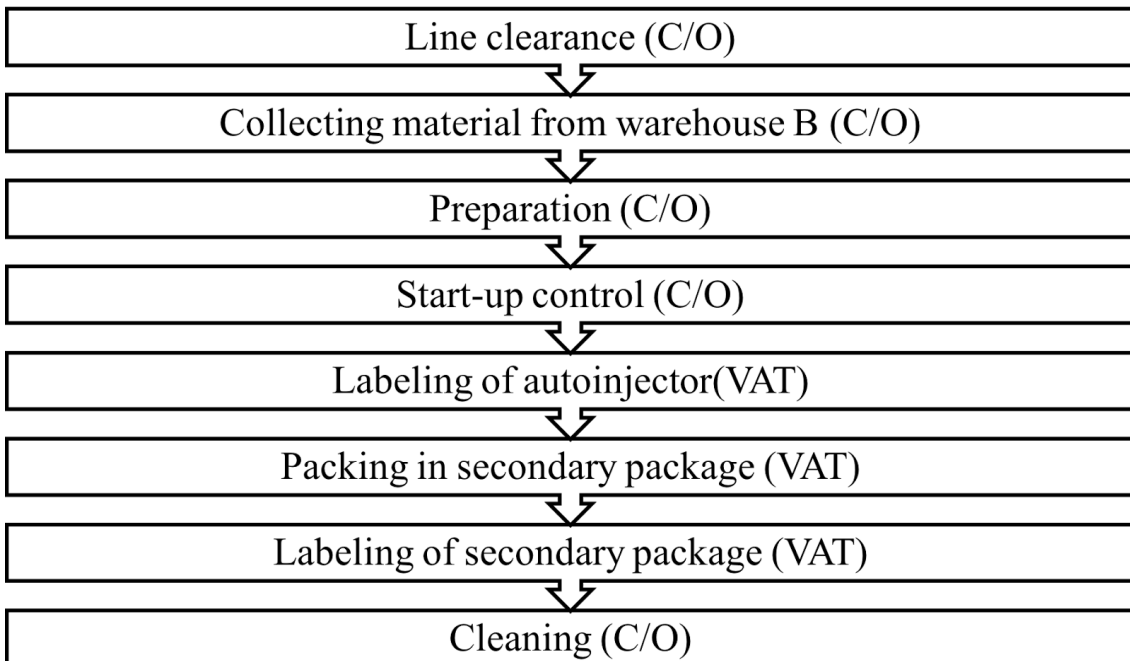 Line clearance (C/O)
Collecting material from warehouse B (C/O)
Preparation (C/O)
Start-up control (C/O)
Labeling of autoinjector(VAT)
Packing in secondary package (VAT)
Labeling of secondary package (VAT)
Cleaning (C/O)